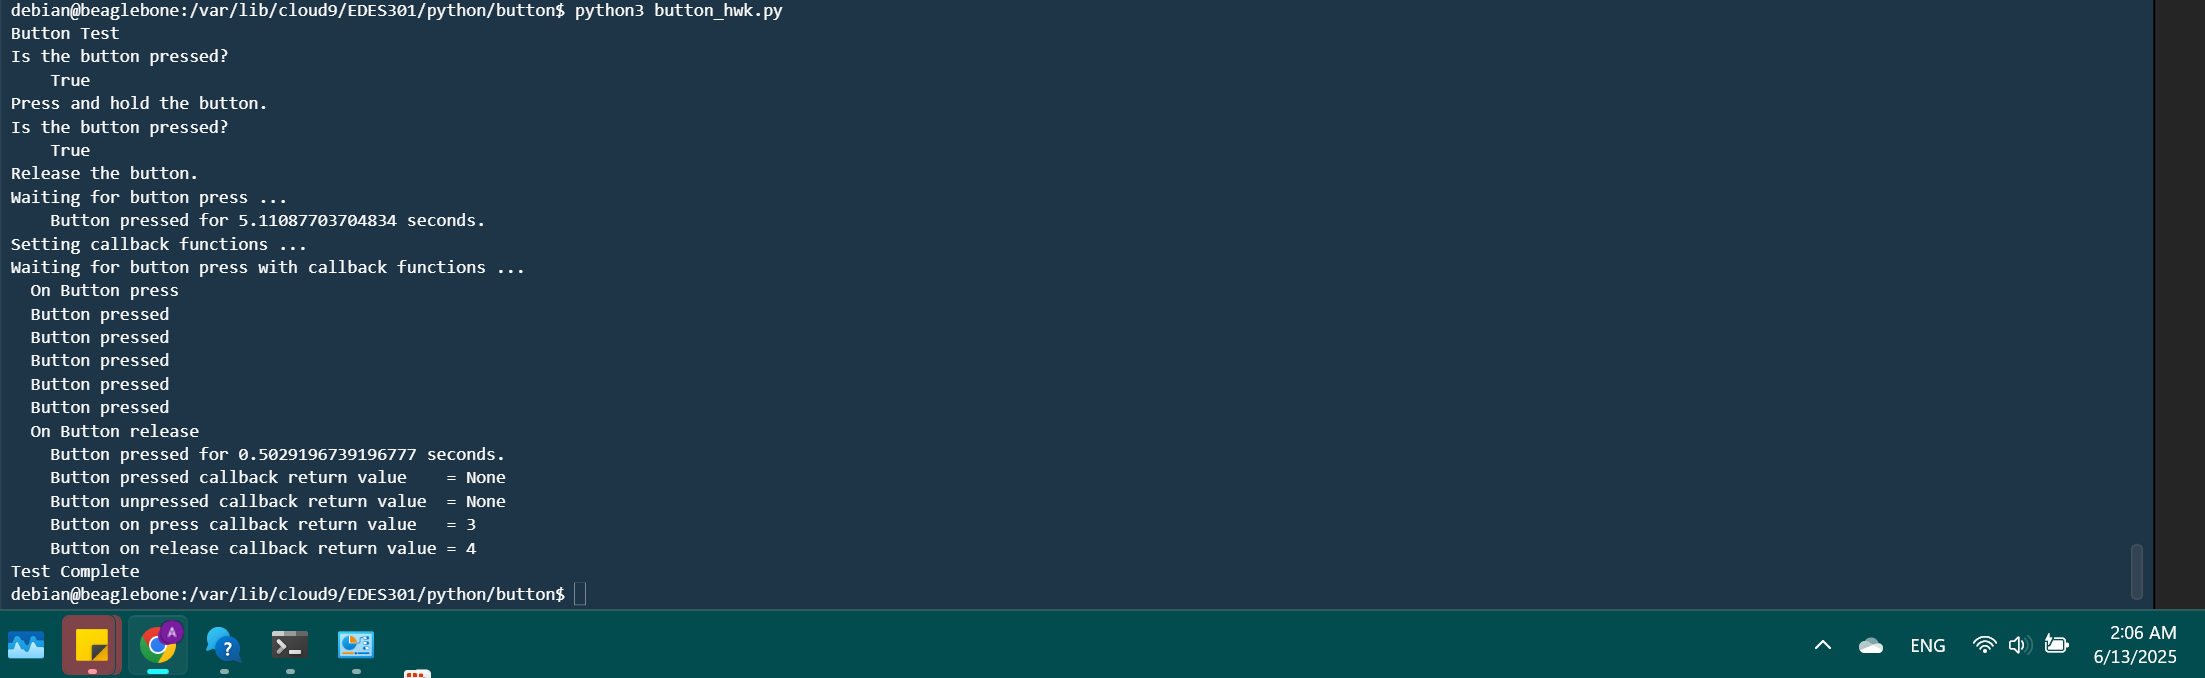 debian@beaglebone:/var/lib/cloud9/EDES301/python/button$ python3 button_hwk.py
Button Test
Is the button pressed?
    True
Press and hold the button.
Is the button pressed?
    True
Release the button.
Waiting for button press ...
    Button pressed for 5.11087703704834 seconds.
Setting callback functions ...
Waiting for button press with callback functions ...
  On Button press
  Button pressed
  Button pressed
  Button pressed
  Button pressed
  Button pressed
  On Button release
    Button pressed for 0.5029196739196777 seconds.
    Button pressed callback return value    = None
    Button unpressed callback return value  = None
    Button on press callback return value   = 3
    Button on release callback return value = 4
Test Complete
debian@beaglebone:/var/lib/cloud9/EDES301/python/button$
A
?
ENG
2:06 AM
6/13/2025